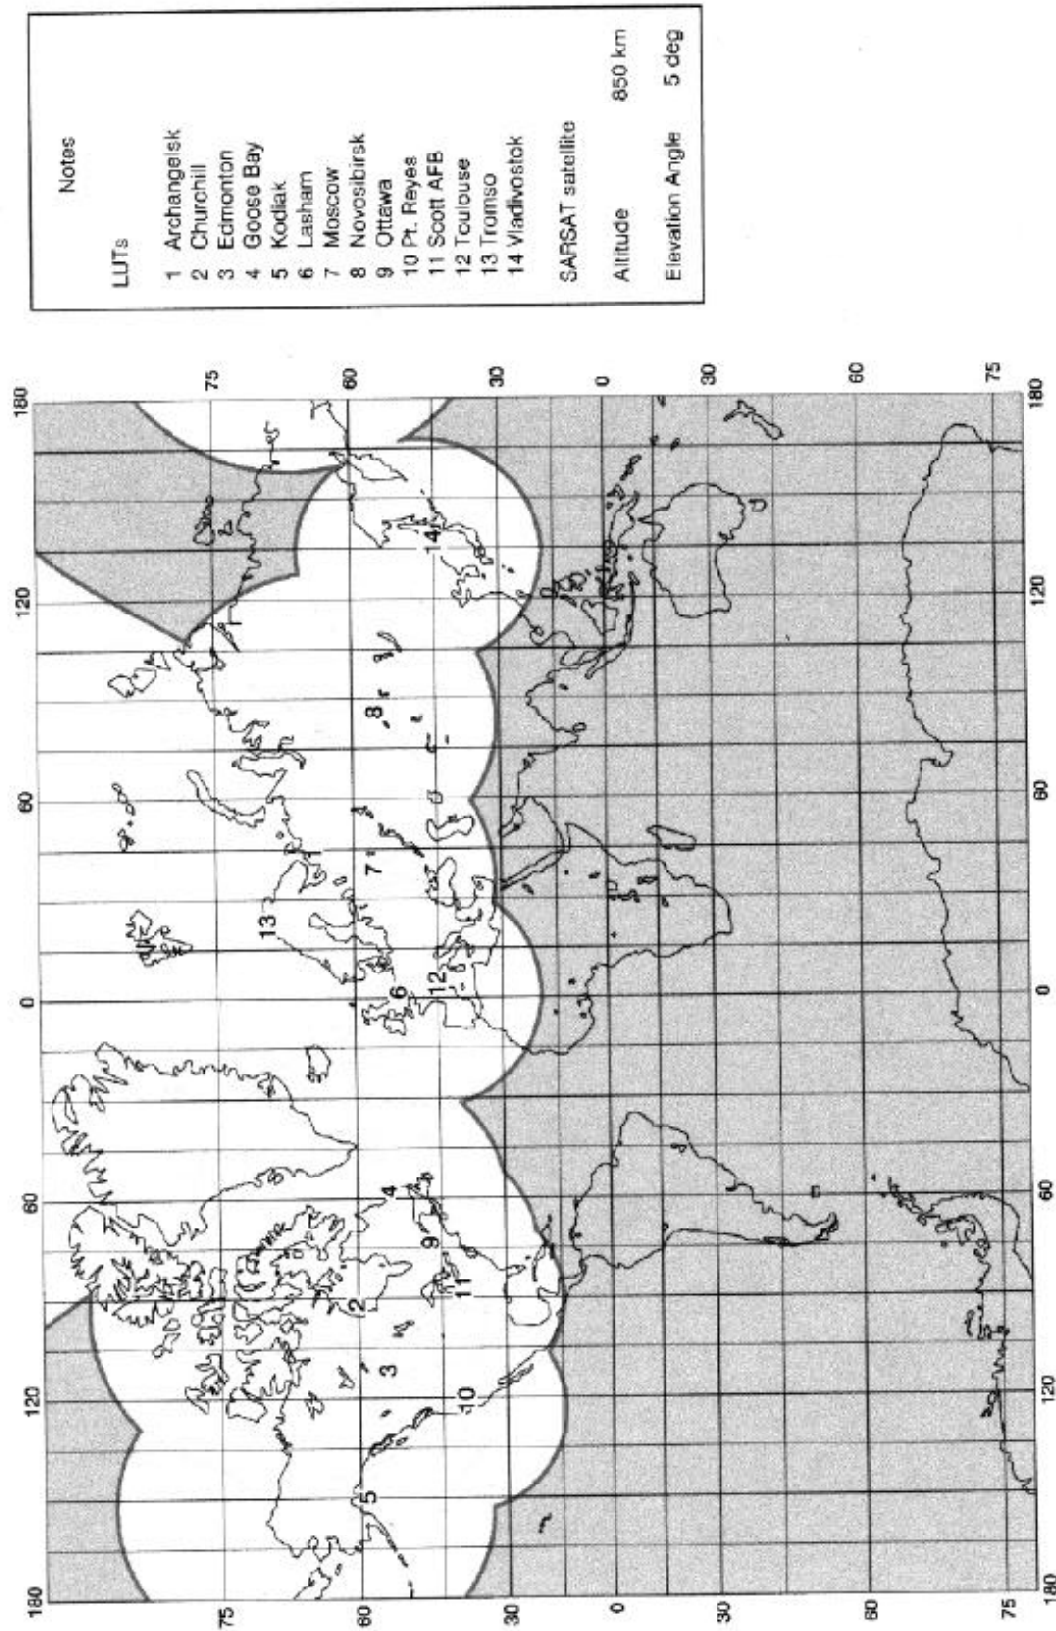 Notes
LUTs
1 Archangelsk
2 Churchill
3 Edmonton
4 Goose Bay
5 Kodiak
6 Lasham
7 Moscow
8 Novosibirsk
9 Ottawa
10 Pt. Reyes
11 Scott AFB
12 Toulouse
13 Tromso
14 Vladivostok
SARSAT satellite
Altitude 850 km
Elevation Angle 5 deg
180 120 60 0 60 120 180
75 75
60 60
30 30
0 0
30 30
60 60
75 75
180 120 60 0 60 120 180
1
2
3
4
5
6
7
8
9
10
11
12
13
14